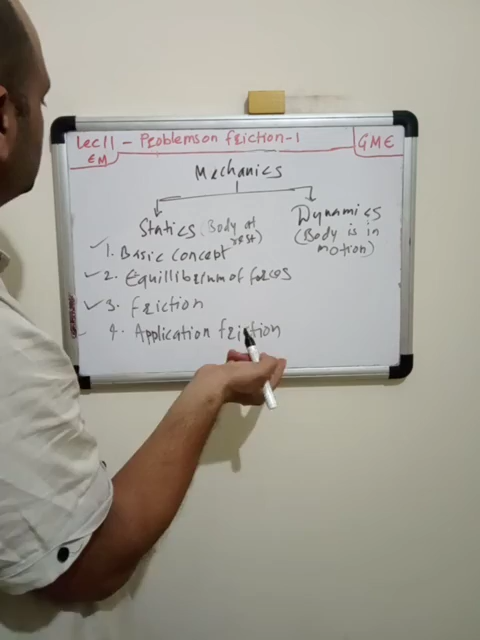 Lec11 - Problems on friction-1
EM
GME
Mechanics
Statics (Body at rest)
Dynamics (Body is in motion)
1. Basic concept
2. Equillibrium of forces
3. Friction
4. Application friction